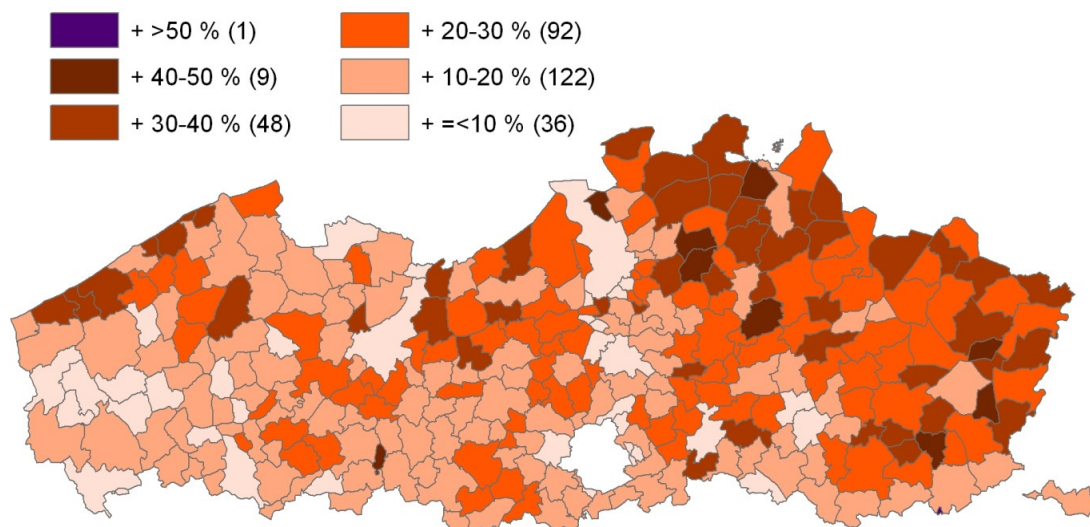 + >50 % (1)
+ 20-30 % (92)
+ 40-50 % (9)
+ 10-20 % (122)
+ 30-40 % (48)
+ =<10 % (36)